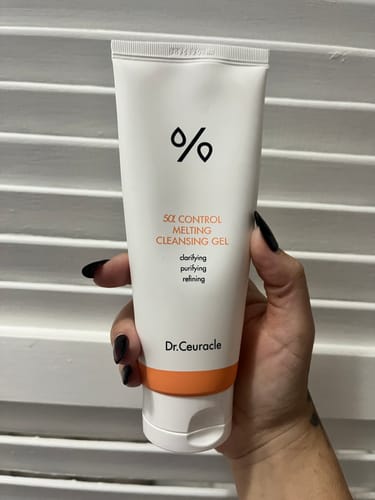 5α CONTROL
MELTING
CLEANSING GEL
clarifying
purifying
refining
Dr.Ceuracle